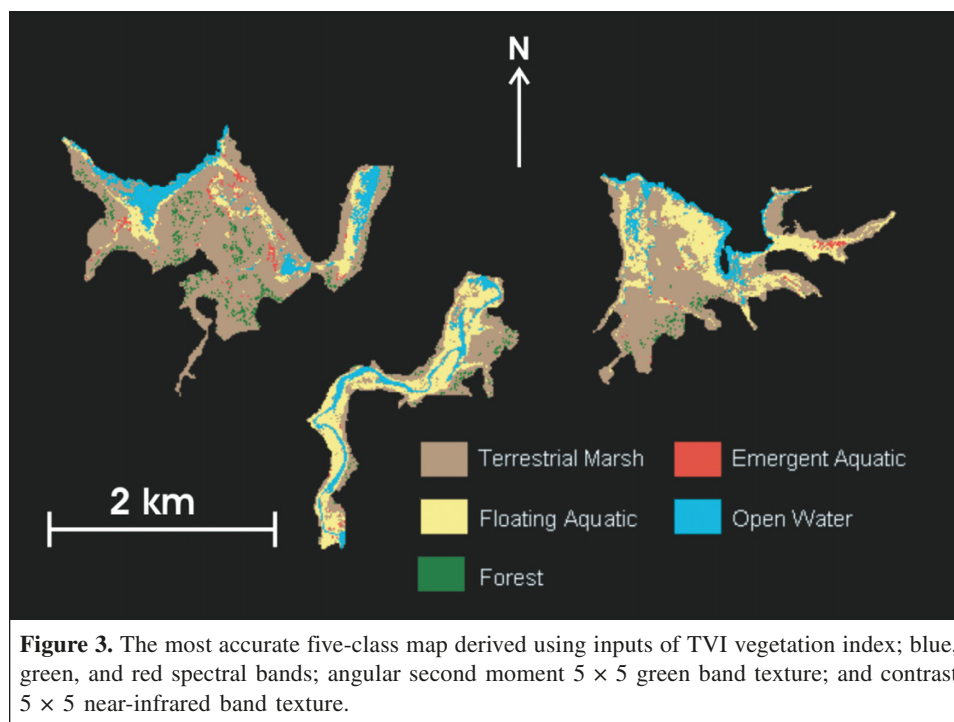 N
2 km
Terrestrial Marsh
Emergent Aquatic
Floating Aquatic
Open Water
Forest
Figure 3. The most accurate five-class map derived using inputs of TVI vegetation index; blue,
green, and red spectral bands; angular second moment 5 × 5 green band texture; and contrast
5 × 5 near-infrared band texture.